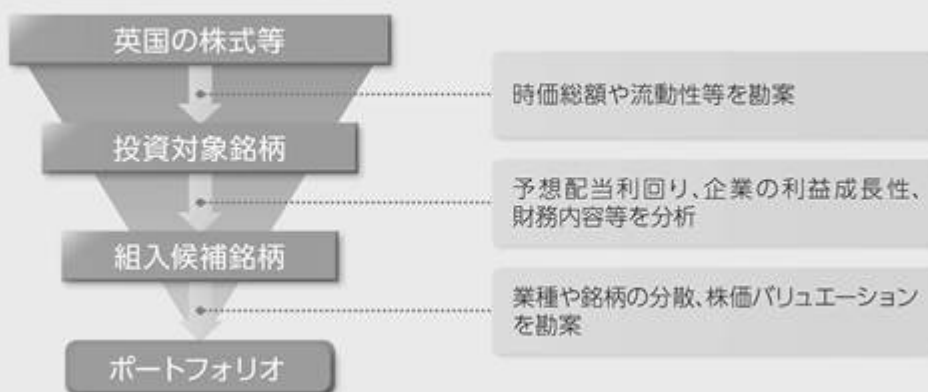 英国の株式等
時価総額や流動性等を勘案
投資対象銘柄
予想配当利回り、企業の利益成長性、
財務内容等を分析
組入候補銘柄
業種や銘柄の分散、株価バリュエーション
を勘案
ポートフォリオ